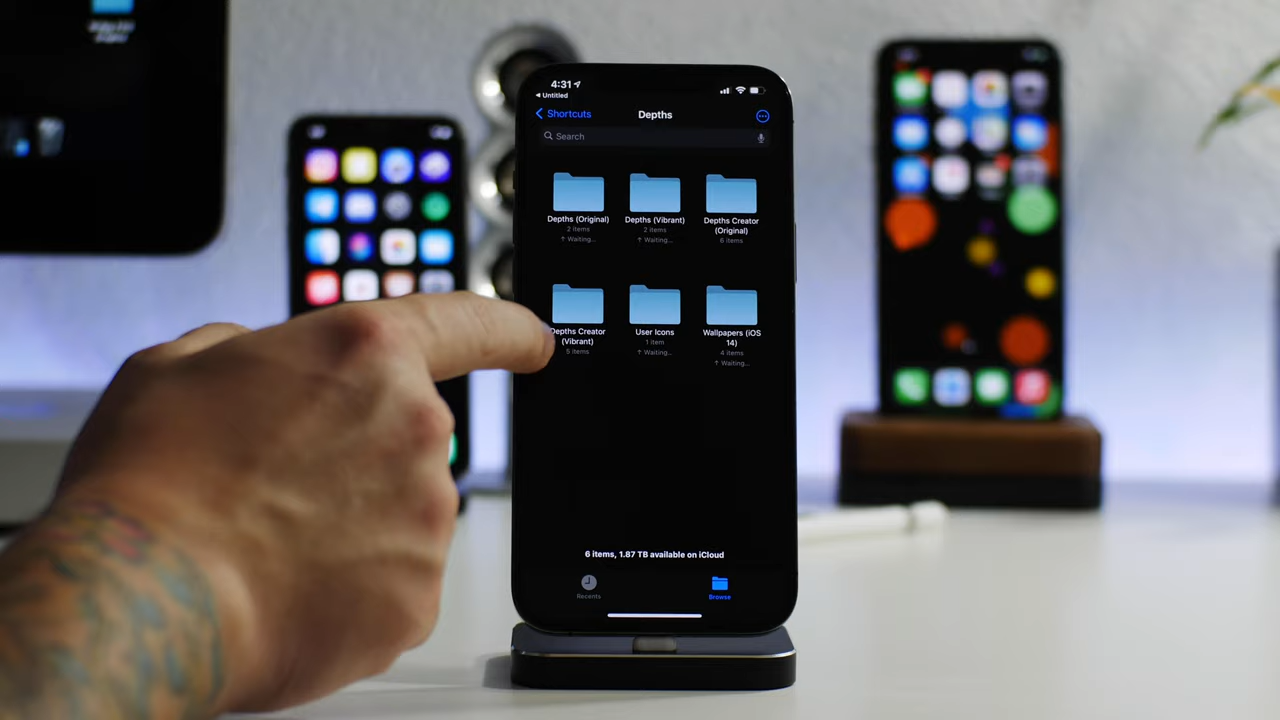 4:31
◀ Untitled
Shortcuts
Depths
Search
Depths (Original)
2 items
↑ Waiting...
Depths (Vibrant)
2 items
↑ Waiting...
Depths Creator
(Original)
6 items
Depths Creator
(Vibrant)
5 items
User Icons
1 item
↑ Waiting...
Wallpapers (iOS
14)
4 items
↑ Waiting...
6 items, 1.87 TB available on iCloud
Recents
Browse